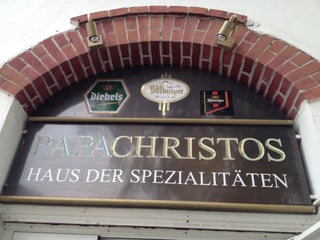 Diebels
Bitburger
PAPACHRISTOS
HAUS DER SPEZIALITÄTEN